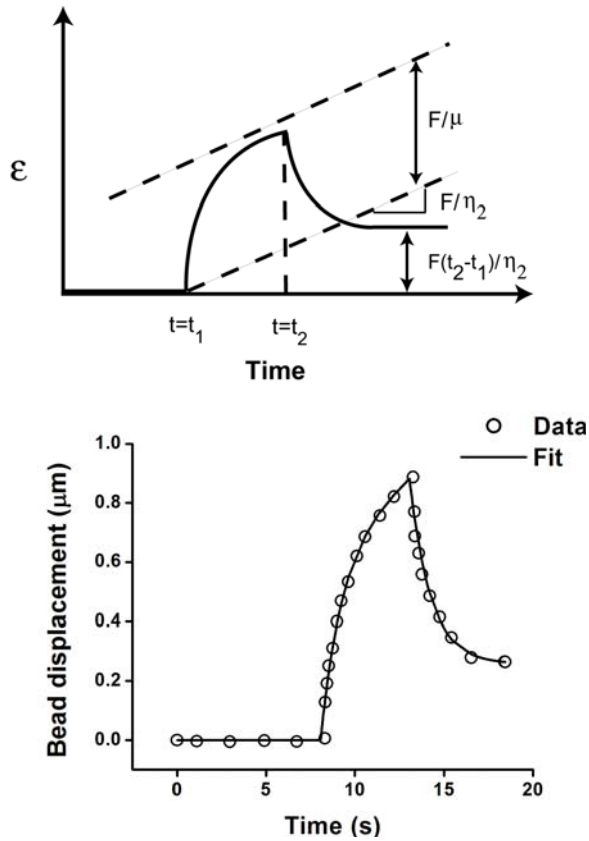 ε
F/μ
F/η₂
F(t₂-t₁)/η₂
t=t₁
t=t₂
Time
Data
Fit
1.0
0.8
0.6
0.4
0.2
0.0
Bead displacement (μm)
0
5
10
15
20
Time (s)